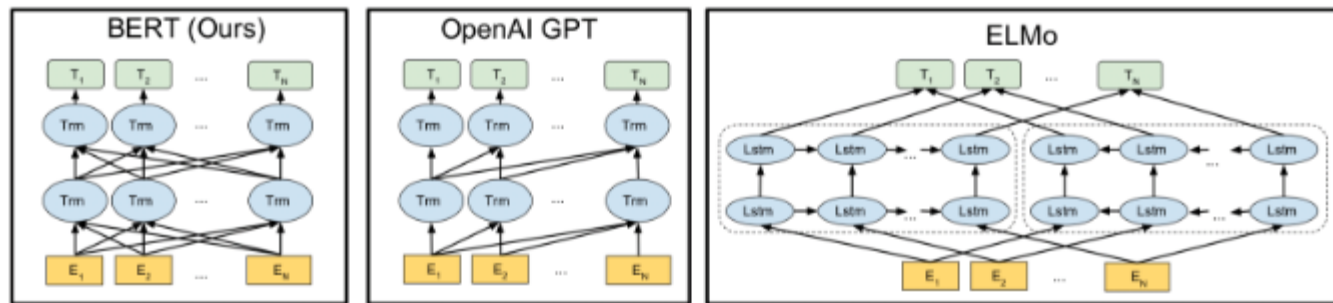 BERT (Ours)
T1 T2 ... TN
Trm Trm ... Trm
Trm Trm ... Trm
E1 E2 ... EN
OpenAI GPT
T1 T2 ... TN
Trm Trm ... Trm
Trm Trm ... Trm
E1 E2 ... EN
ELMo
T1 T2 ... TN
Lstm Lstm ... Lstm Lstm Lstm ... Lstm
Lstm Lstm ... Lstm Lstm Lstm ... Lstm
E1 E2 ... EN